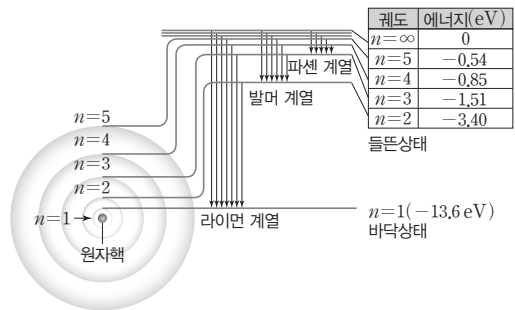 궤도 에너지(eV)
n=∞ 0
n=5 −0.54
n=4 −0.85
n=3 −1.51
n=2 −3.40
들뜬상태
파셴 계열
발머 계열
라이먼 계열
n=5
n=4
n=3
n=2
n=1
원자핵
n=1(−13.6 eV)
바닥상태